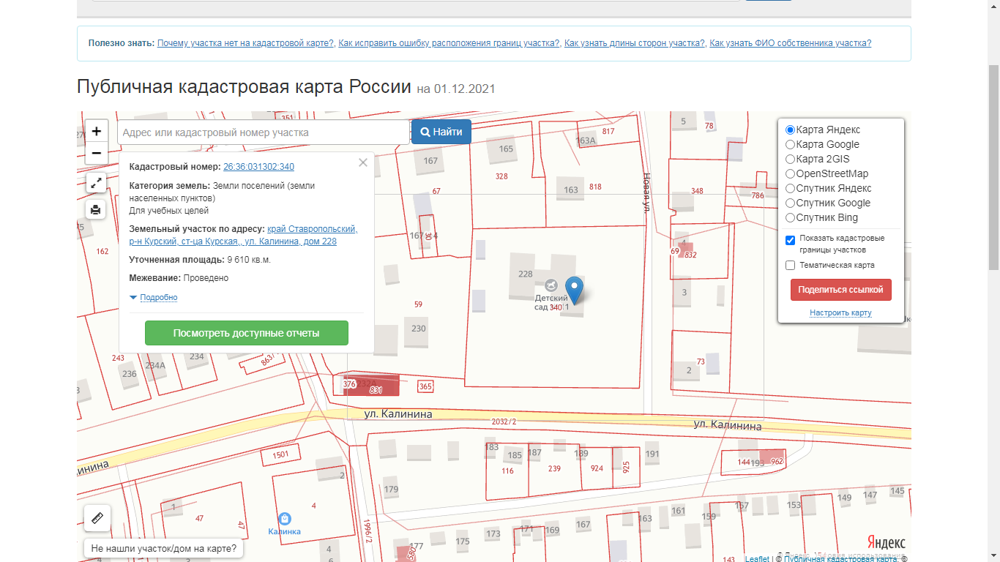 Полезно знать: Почему участка нет на кадастровой карте?, Как исправить ошибку расположения границ участка?, Как узнать длины сторон участка?, Как узнать ФИО собственника участка?
Публичная кадастровая карта России на 01.12.2021
+
−
Адрес или кадастровый номер участка
Найти
Кадастровый номер: 26:36:031302:340
Категория земель: Земли поселений (земли
населенных пунктов)
Для учебных целей
Земельный участок по адресу: край Ставропольский,
р-н Курский, ст-ца Курская,, ул. Калинина, дом 228
Уточненная площадь: 9 610 кв.м.
Межевание: Проведено
Подробно
Посмотреть доступные отчеты
Карта Яндекс
Карта Google
Карта 2GIS
OpenStreetMap
Спутник Яндекс
Спутник Google
Спутник Bing
Показать кадастровые
границы участков
Тематическая карта
Поделиться ссылкой
Настроить карту
351
817
163А
5
78
165
167
328
Новая ул.
67
163
818
348
786
162
304
4
69
832
228
Детский
сад
340
3
59
230
243
236
234А
234
863/
73
2
376
232А
831
365
ул. Калинина
2032/2
ул. Калинина
1501
2
183
185
187
189
191
116
239
924
925
144
193
962
179
4
1
47
47
Калинка
1996/2
4
6
177
580
175
173
171
169
167
163
161
159
157
153
149
147
145
Не нашли участок/дом на карте?
Яндекс
Leaflet | © Публичная кадастровая карта, ©